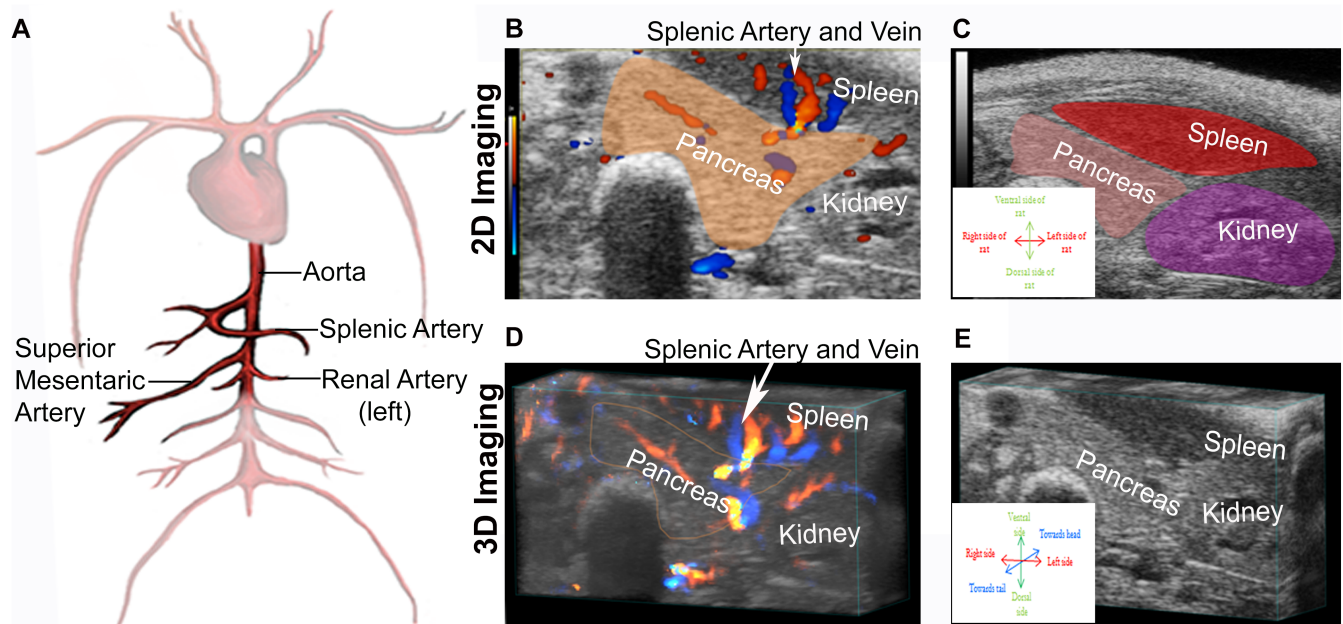 A
Aorta
Splenic Artery
Superior
Mesentaric
Artery
Renal Artery
(left)
2D Imaging
B
Splenic Artery and Vein
Spleen
Pancreas
Kidney
C
Spleen
Pancreas
Kidney
Ventral side of
rat
Right side of
rat
Left side of
rat
Dorsal side of
rat
3D Imaging
D
Splenic Artery and Vein
Spleen
Pancreas
Kidney
E
Spleen
Pancreas
Kidney
Ventral
side
Towards head
Right side
Left side
Towards tail
Dorsal
side